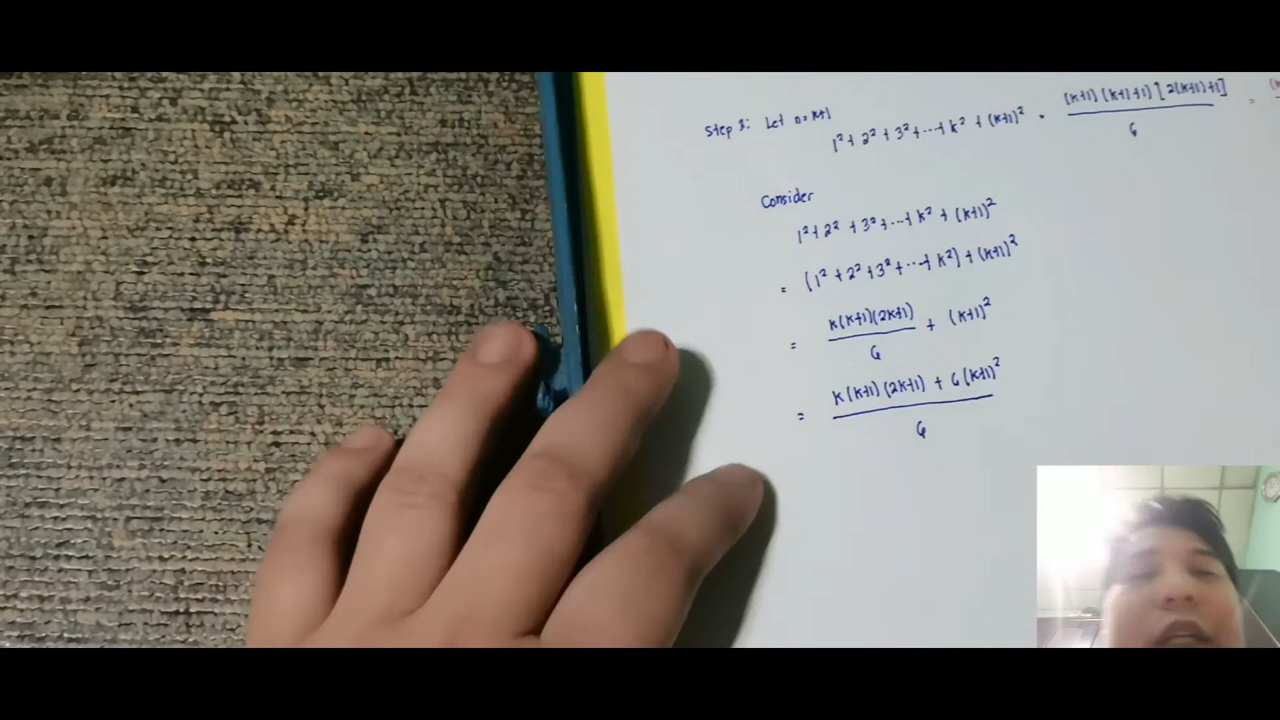 Step 3: Let n = k+1
1² + 2² + 3² + ... + k² + (k+1)² = (k+1)(k+1+1)[2(k+1)+1] / 6 =
Consider
1² + 2² + 3² + ... + k² + (k+1)²
= (1² + 2² + 3² + ... + k²) + (k+1)²
= k(k+1)(2k+1) / 6 + (k+1)²
= k(k+1)(2k+1) + 6(k+1)² / 6